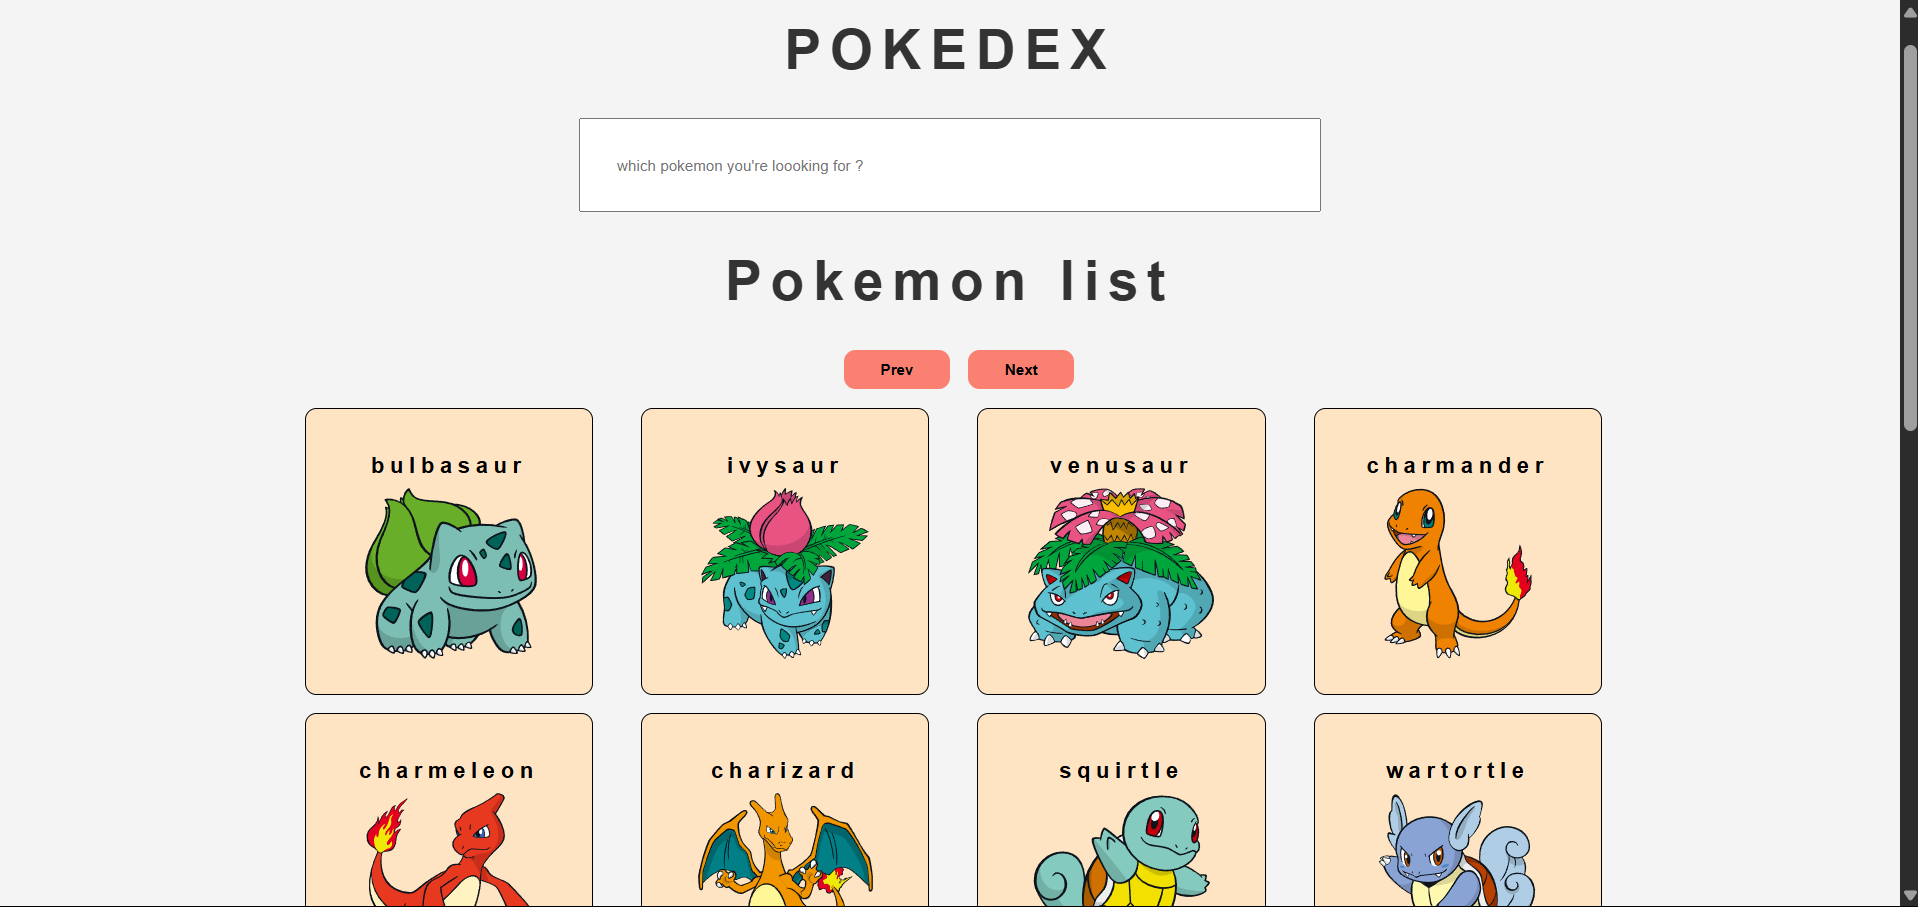 POKEDEX
which pokemon you're loooking for ?
Pokemon list
Prev Next
bulbasaur ivysaur venusaur charmander
charmeleon charizard squirtle wartortle